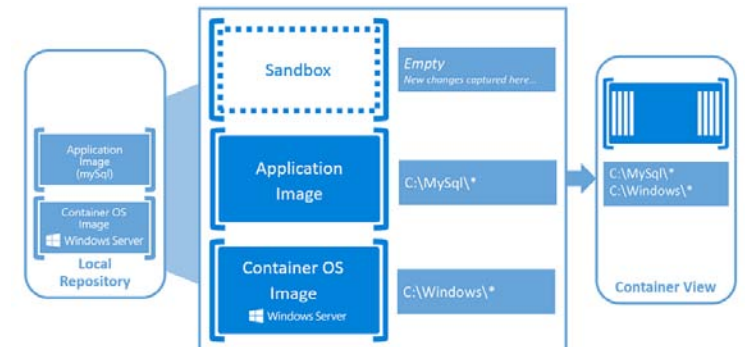 Application
Image
(mySql)
Container OS
Image
Windows Server
Local
Repository
Sandbox
Empty
New changes captured here...
Application
Image
C:\MySql\*
Container OS
Image
Windows Server
C:\Windows\*
C:\MySql\*
C:\Windows\*
Container View